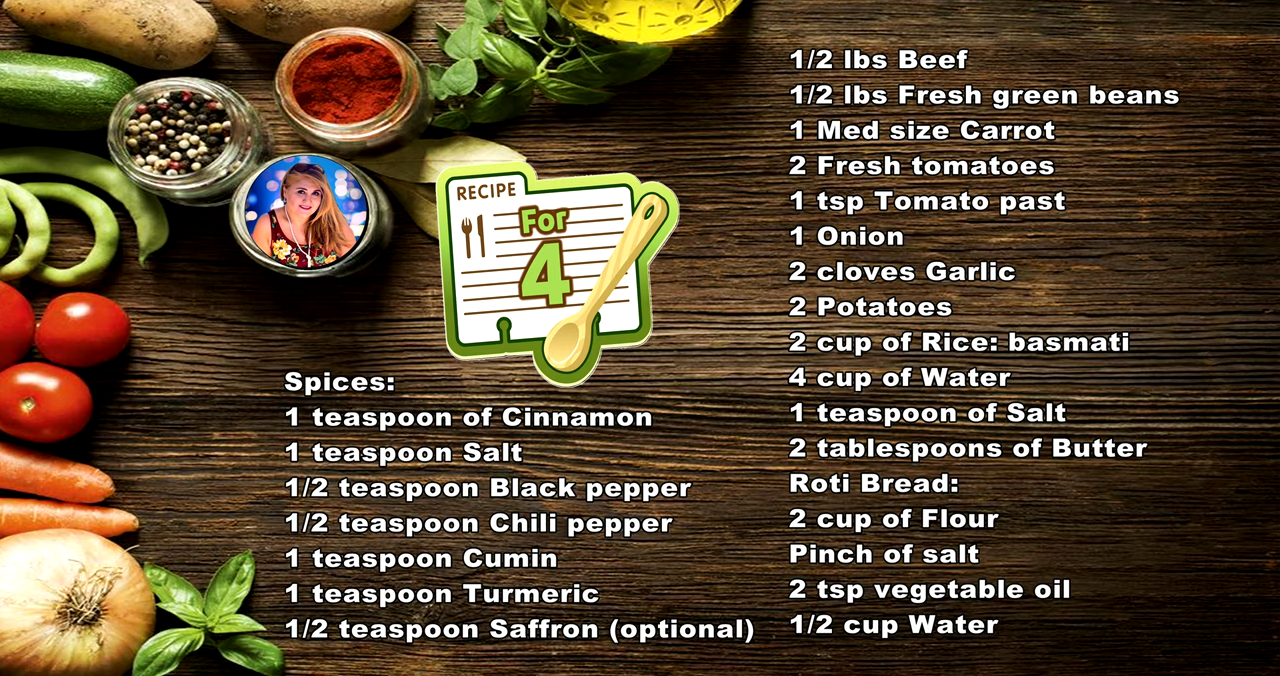 RECIPE
For
4
Spices:
1 teaspoon of Cinnamon
1 teaspoon Salt
1/2 teaspoon Black pepper
1/2 teaspoon Chili pepper
1 teaspoon Cumin
1 teaspoon Turmeric
1/2 teaspoon Saffron (optional)
1/2 lbs Beef
1/2 lbs Fresh green beans
1 Med size Carrot
2 Fresh tomatoes
1 tsp Tomato past
1 Onion
2 cloves Garlic
2 Potatoes
2 cup of Rice: basmati
4 cup of Water
1 teaspoon of Salt
2 tablespoons of Butter
Roti Bread:
2 cup of Flour
Pinch of salt
2 tsp vegetable oil
1/2 cup Water